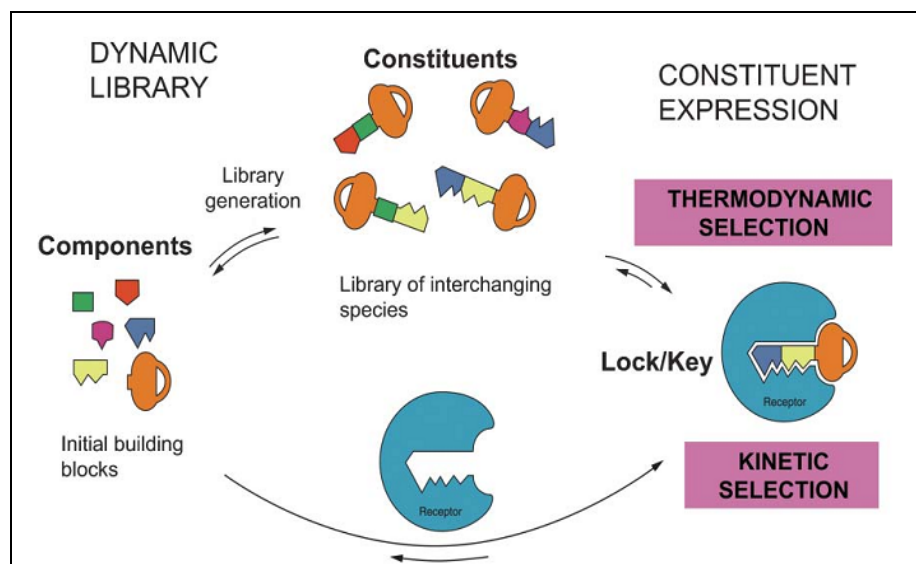 DYNAMIC
LIBRARY
Constituents
CONSTITUENT
EXPRESSION
Library
generation
THERMODYNAMIC
SELECTION
Components
Library of interchanging
species
Lock/Key
Receptor
Initial building
blocks
Receptor
KINETIC
SELECTION